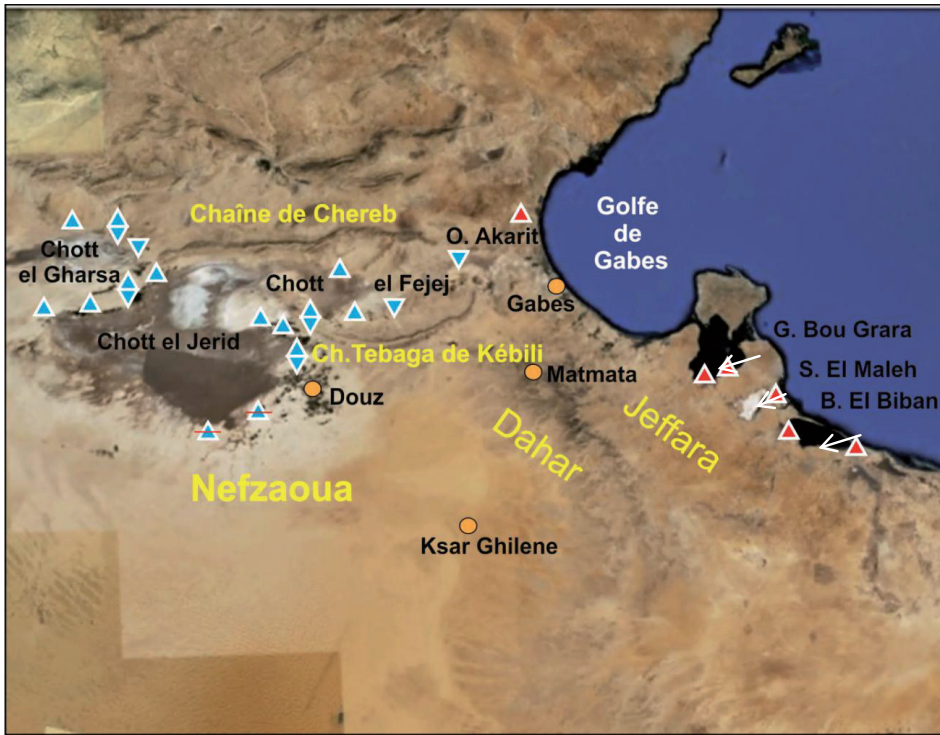 Chaîne de Chereb
Golfe
de
Gabes
O. Akarit
Chott
el Gharsa
Chott
el Fejej
Gabes
G. Bou Grara
Chott el Jerid
Ch.Tebaga de Kébili
Matmata
S. El Maleh
Douz
B. El Biban
Jeffara
Dahar
Nefzaoua
Ksar Ghilene